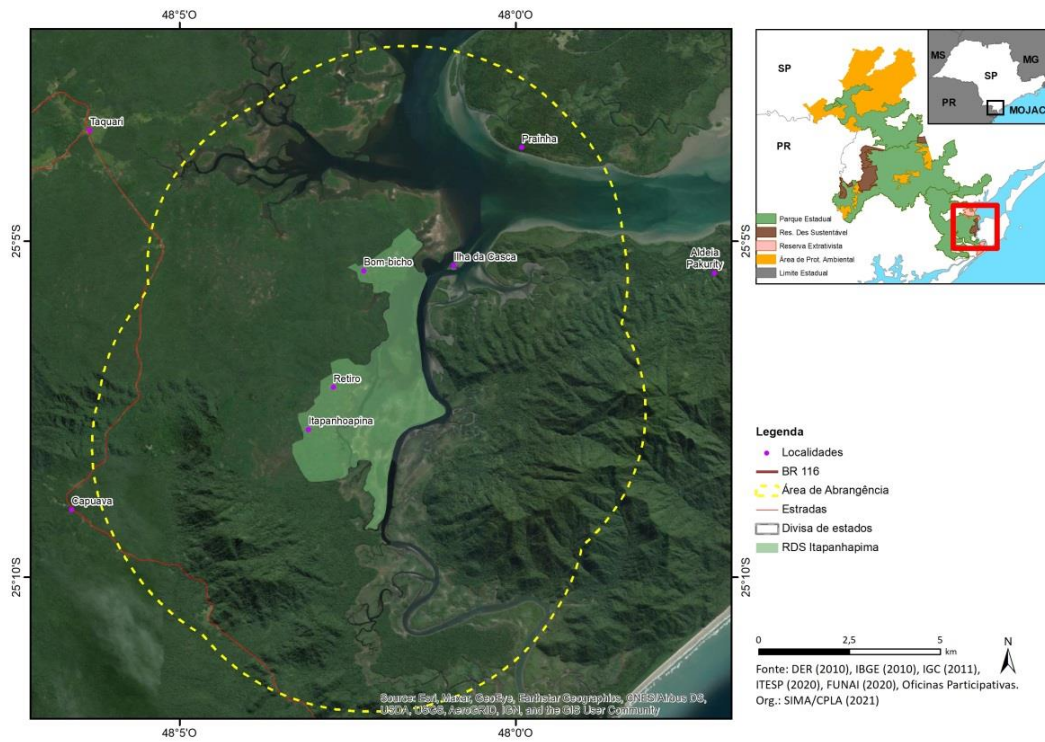 48°5'O
48°0'O
Taquari
Prainha
25°5'S
25°5'S
Bom-bicho
Ilha da Casca
Aldeia
Pakurity
Retiro
Itapanhoapina
Capuava
25°10'S
25°10'S
Source: Esri, Maxar, GeoEye, Earthstar Geographics, CNES/Airbus DS,
USDA, USGS, AeroGRID, IGN, and the GIS User Community
48°5'O
48°0'O
SP
MS
MG
SP
PR
MOJAC
PR
Parque Estadual
Res. Des Sustentável
Reserva Extrativista
Área de Prot. Ambiental
Limite Estadual
Legenda
Localidades
BR 116
Área de Abrangência
Estradas
Divisa de estados
RDS Itapanhapima
0 2,5 5
km
N
Fonte: DER (2010), IBGE (2010), IGC (2011),
ITESP (2020), FUNAI (2020), Oficinas Participativas.
Org.: SIMA/CPLA (2021)